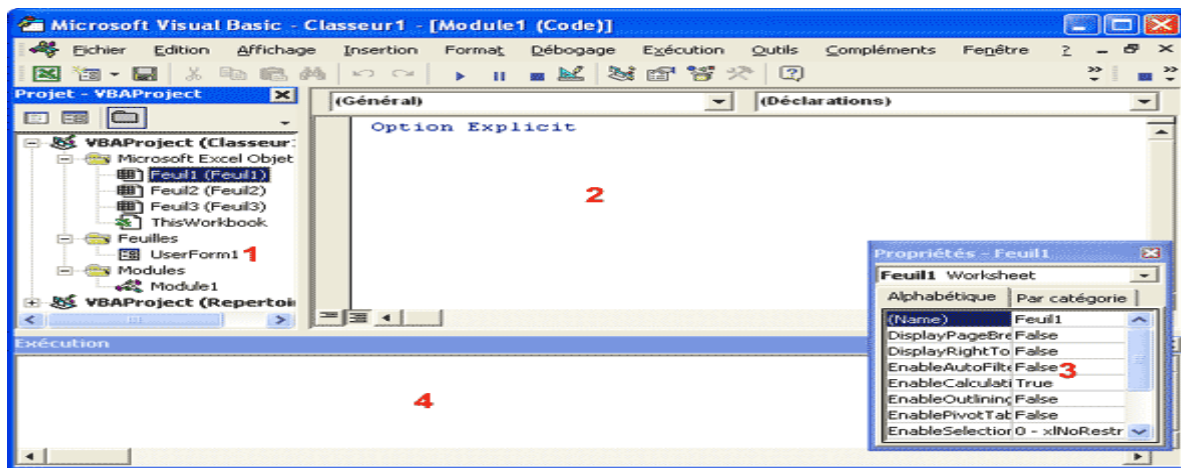 Microsoft Visual Basic - Classeur1 - [Module1 (Code)]
Fichier Edition Affichage Insertion Format Débogage Exécution Outils Compléments Fenêtre ?
Projet - VBAProject
(Général)
(Déclarations)
Option Explicit
VBAProject (Classeur1
Microsoft Excel Objet
Feuil1 (Feuil1)
Feuil2 (Feuil2)
Feuil3 (Feuil3)
ThisWorkbook
Feuilles
UserForm1
1
Modules
Module1
VBAProject (Repertoi
2
Propriétés - Feuil1
Feuil1 Worksheet
Alphabétique Par catégorie
(Name) Feuil1
DisplayPageBre False
DisplayRightTo False
EnableAutoFilte False
3
EnableCalculati True
EnableOutlining False
EnablePivotTab False
EnableSelection 0 - xlNoRestr
Exécution
4